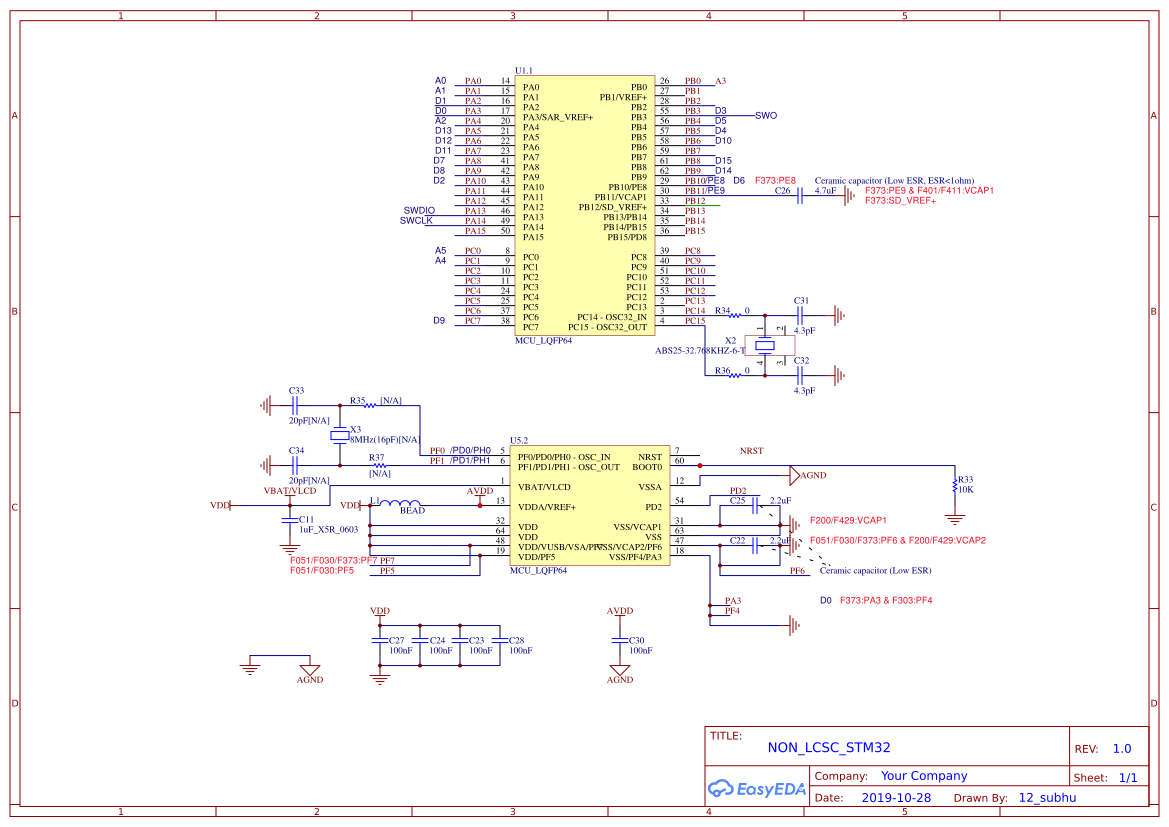 1 2 3 4 5
A A
B B
C C
D D
1 2 3 4 5
U1.1
A0 PA0 14 PA0
A1 PA1 15 PA1
D1 PA2 16 PA2
D0 PA3 17 PA3/SAR_VREF+
A2 PA4 20 PA4
D13 PA5 21 PA5
D12 PA6 22 PA6
D11 PA7 23 PA7
D7 PA8 41 PA8
D8 PA9 42 PA9
D2 PA10 43 PA10
PA11 44 PA11
PA12 45 PA12
SWDIO PA13 46 PA13
SWCLK PA14 49 PA14
PA15 50 PA15
A5 PC0 8 PC0
A4 PC1 9 PC1
PC2 10 PC2
PC3 11 PC3
PC4 24 PC4
PC5 25 PC5
PC6 37 PC6
D9 PC7 38 PC7
PB0 26 PB0 A3
PB1/VREF+ 27 PB1
PB2 28 PB2
PB3 55 PB3 D3 SWO
PB4 56 PB4 D5
PB5 57 PB5 D4
PB6 58 PB6 D10
PB7 59 PB7
PB8 61 PB8 D15
PB9 62 PB9 D14
PB10/PE8 29 PB10/PE8 D6 F373:PE8
PB11/VCAP1 30 PB11/PE9
PB12/SD_VREF+ 33 PB12
PB13/PB14 34 PB13
PB14/PB15 35 PB14
PB15/PD8 36 PB15
PC8 39 PC8
PC9 40 PC9
PC10 51 PC10
PC11 52 PC11
PC12 53 PC12
PC13 2 PC13
PC14 - OSC32_IN 3 PC14
PC15 - OSC32_OUT 4 PC15
MCU_LQFP64
Ceramic capacitor (Low ESR, ESR<1ohm)
C26 4.7uF
F373:PE9 & F401/F411:VCAP1
F373:SD_VREF+
R34 0
C31
4.3pF
X2
1 2
4 3
ABS25-32.768KHZ-6-T
C32
R36 0
4.3pF
C33
20pF[N/A]
R35 [N/A]
X3
8MHz(16pF)[N/A]
C34
20pF[N/A]
R37
[N/A]
U5.2
PF0 /PD0/PH0 5 PF0/PD0/PH0 - OSC_IN
PF1 /PD1/PH1 6 PF1/PD1/PH1 - OSC_OUT
1 VBAT/VLCD
13 VDDA/VREF+
32 VDD
64 VDD
48 VDD/VUSB/VSA/PF7
19 VDD/PF5
NRST 7 NRST
BOOT0 60
VSSA 12
PD2 54 PD2
VSS/VCAP1 31
VSS 63
VSS/VCAP2/PF6 47
VSS/PF4/PA3 18
MCU_LQFP64
VBAT/VLCD
VDD
C11
1uF_X5R_0603
VDD
L1
BEAD
AVDD
F051/F030/F373:PF7 PF7
F051/F030:PF5 PF5
AGND
R33
10K
C25 2.2uF
F200/F429:VCAP1
C22 2.2uF
F051/F030/F373:PF6 & F200/F429:VCAP2
PF6
Ceramic capacitor (Low ESR)
PA3
D0 F373:PA3 & F303:PF4
PF4
VDD
C27 100nF
C24 100nF
C23 100nF
C28 100nF
AVDD
C30
100nF
AGND
AGND
TITLE:
NON_LCSC_STM32
REV: 1.0
EasyEDA
Company: Your Company
Sheet: 1/1
Date: 2019-10-28 Drawn By: 12_subhu